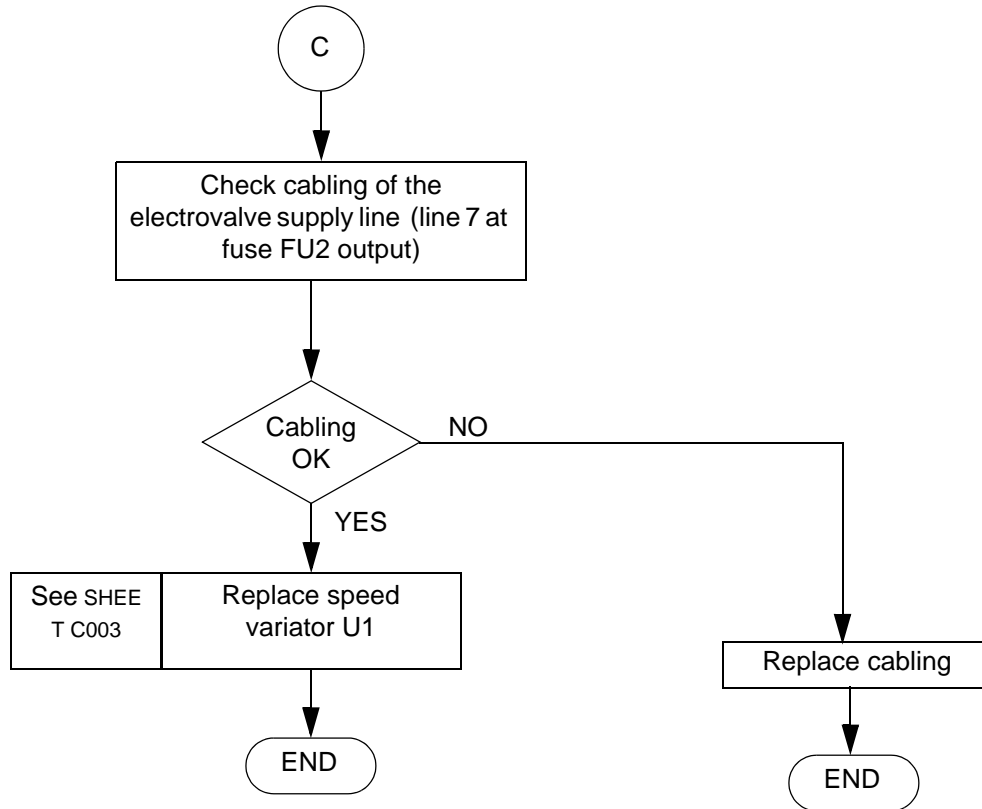 C
Check cabling of the
electrovalve supply line (line 7 at
fuse FU2 output)
Cabling
OK
NO
YES
See SHEE
T C003
Replace speed
variator U1
Replace cabling
END
END